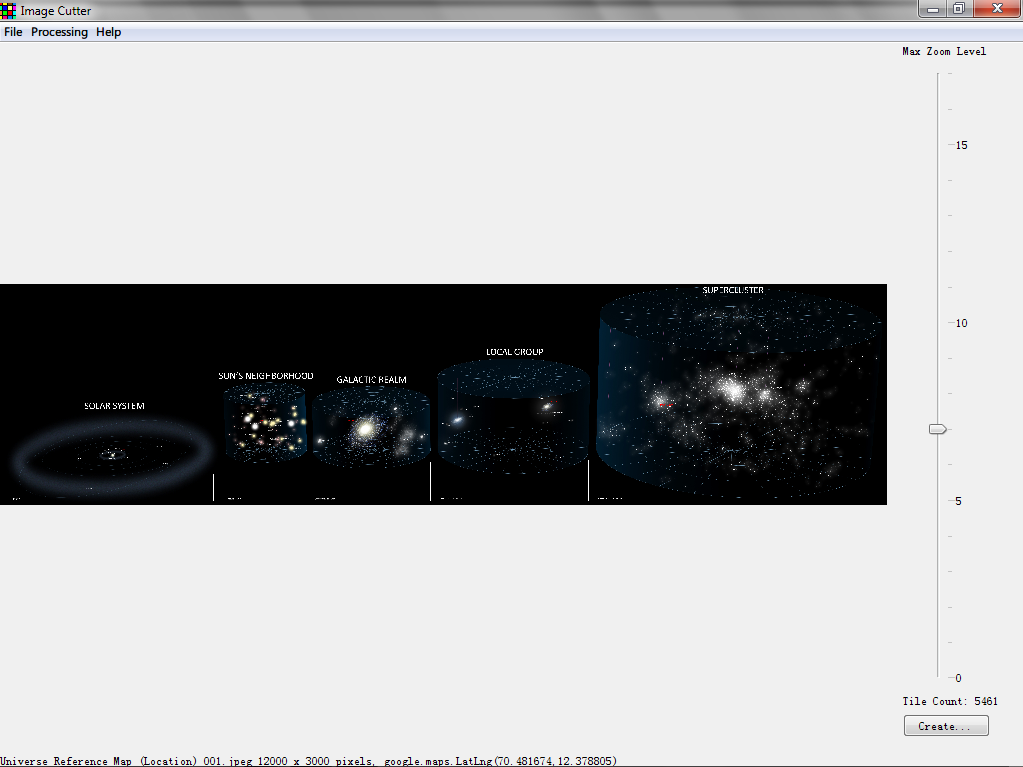 Image Cutter
File Processing Help
Max Zoom Level
15
10
5
0
SUPERCLUSTER
LOCAL GROUP
SUN'S NEIGHBORHOOD
GALACTIC REALM
SOLAR SYSTEM
Tile Count: 5461
Create...
Universe Reference Map (Location) 001.jpeg 12000 x 3000 pixels, google.maps.LatLng(70.481674,12.378805)